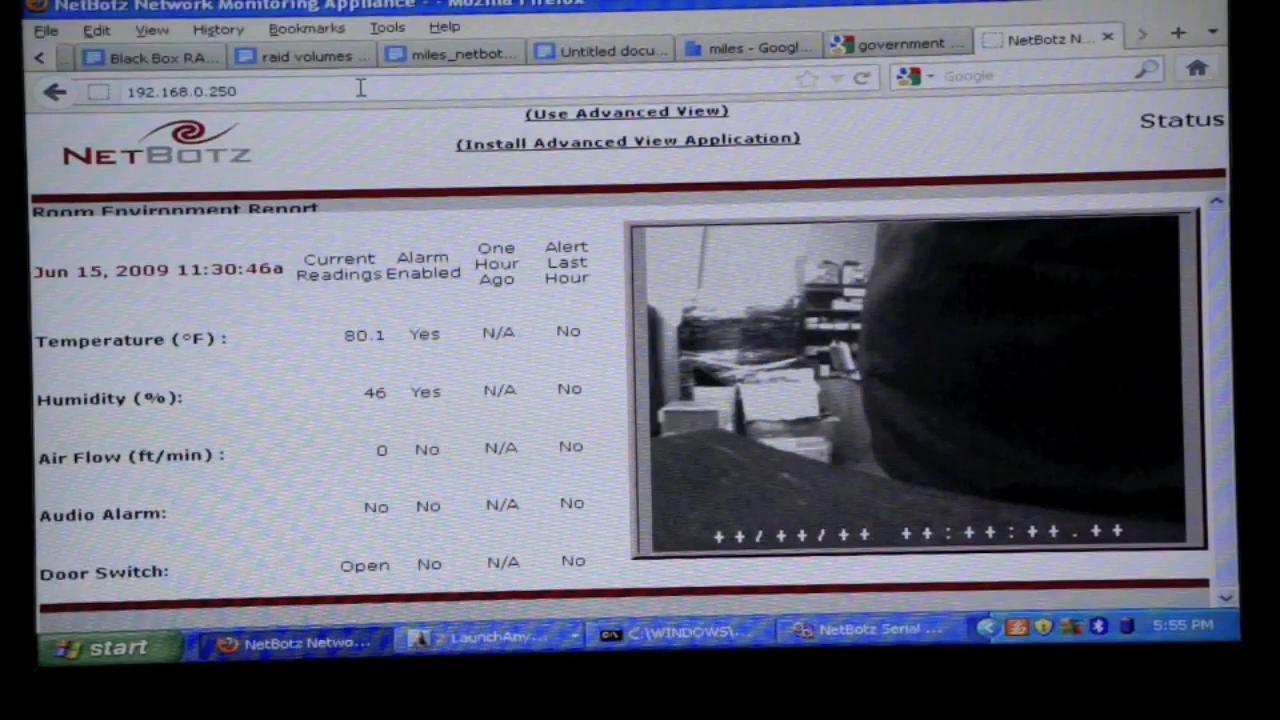 NetBotz Network Monitoring Appliance - - Mozilla Firefox
File Edit View History Bookmarks Tools Help
Black Box RA... raid volumes ... miles_netbot... Untitled docu... miles - Googl... government ... NetBotz N...
192.168.0.250 Google
(Use Advanced View)
Status
(Install Advanced View Application)
NETBOTZ
Room Environment Report
Jun 15, 2009 11:30:46a Current Readings Alarm Enabled One Hour Ago Alert Last Hour
Temperature (°F) : 80.1 Yes N/A No
Humidity (%): 46 Yes N/A No
Air Flow (ft/min) : 0 No N/A No
Audio Alarm: No No N/A No
Door Switch: Open No N/A No
++/++/++ ++:++:++.++
start NetBotz Netwo... 2 LaunchAny... C:\WINDOWS\... NetBotz Serial ... 5:55 PM